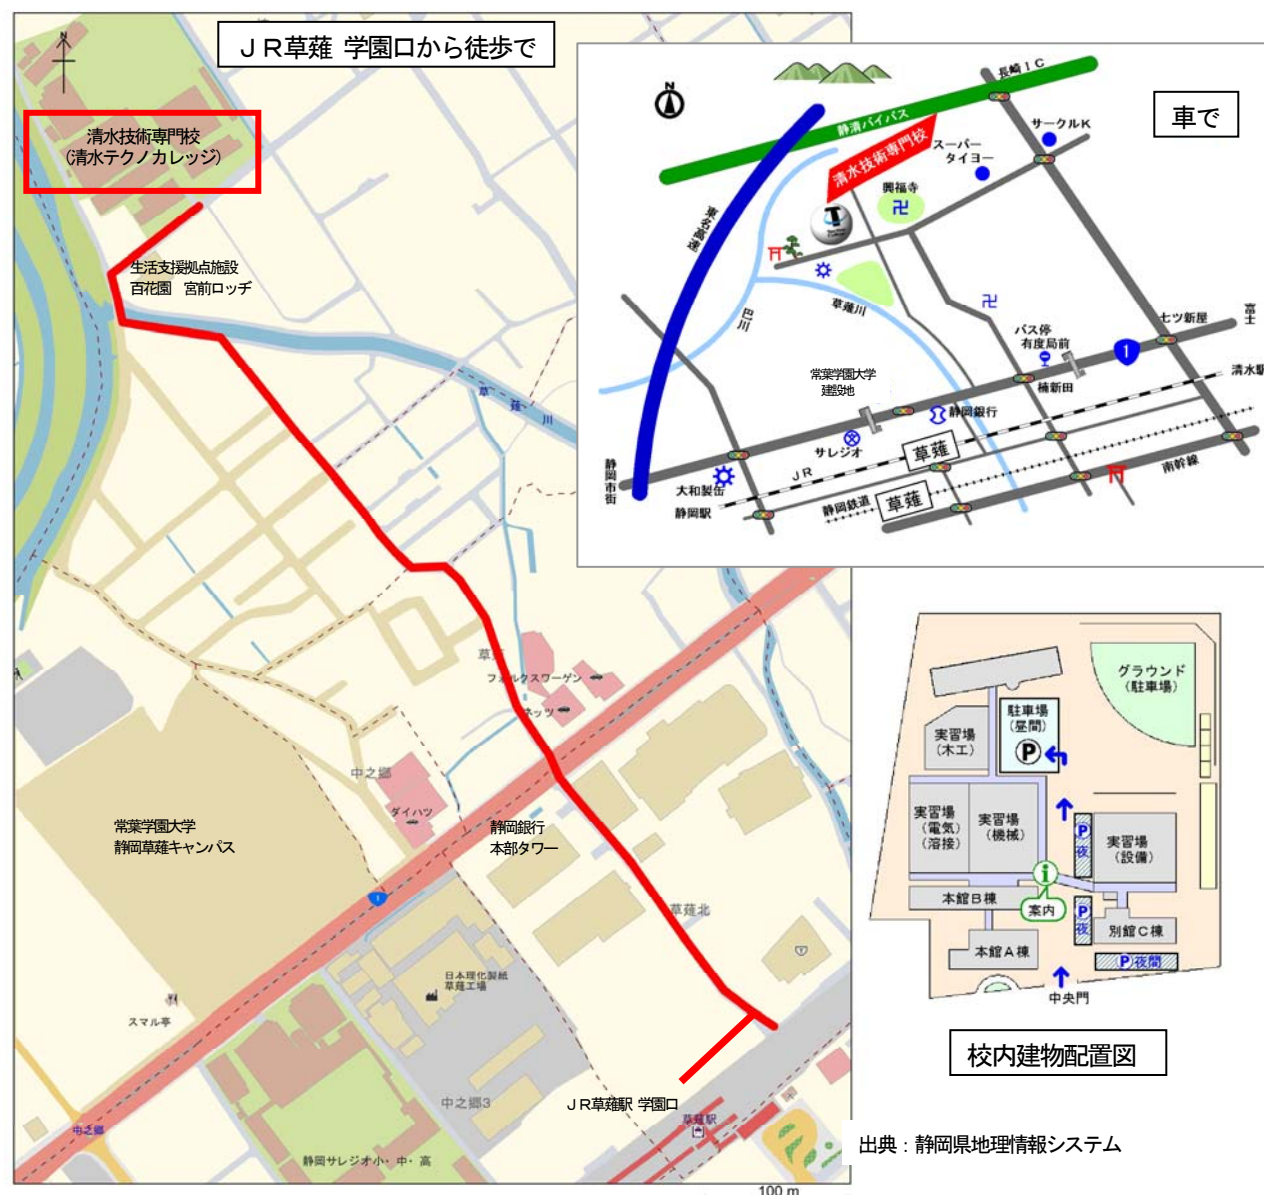 ＪＲ草薙 学園口から徒歩で
清水技術専門校
（清水テクノカレッジ）
生活支援拠点施設
百花園　宮前ロッヂ
草薙川
草薙
フォルクスワーゲン
ネッツ
中之郷
ダイハツ
常葉学園大学
静岡草薙キャンパス
静岡銀行
本部タワー
1
草薙北
日本理化製紙
草薙工場
スマル亭
中之郷3
中之郷
ＪＲ草薙駅 学園口
草薙駅
静岡サレジオ小・中・高
100 m
車で
N
長崎ＩＣ
静清バイパス
サークルK
スーパー
タイヨー
清水技術専門校
興福寺
東名高速
巴川
草薙川
バス停
有度局前
七ツ新屋
富士
1
清水駅
常葉学園大学
建設地
楠新田
静岡銀行
サレジオ
草薙
JR
南幹線
静岡市街
大和製缶
静岡駅
静岡鉄道
草薙
グラウンド
（駐車場）
駐車場
（昼間）
P
実習場
（木工）
実習場
（電気）
（溶接）
実習場
（機械）
P
夜
実習場
（設備）
i
案内
本館Ｂ棟
P
夜
別館Ｃ棟
本館Ａ棟
P夜間
中央門
校内建物配置図
出典：静岡県地理情報システム